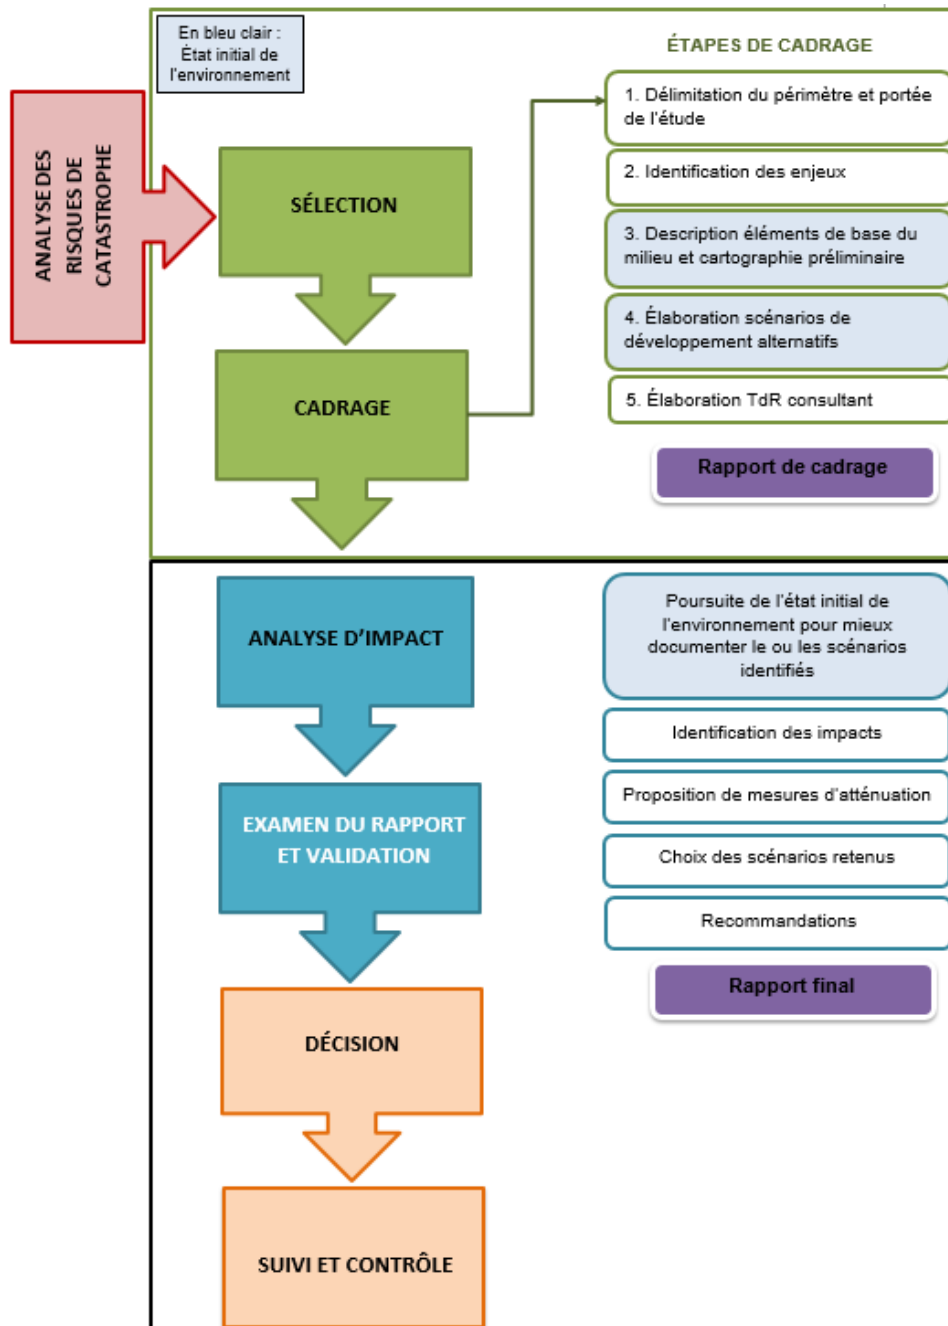 En bleu clair :
État initial de
l'environnement
ANALYSE DES
RISQUES DE
CATASTROPHE
SÉLECTION
CADRAGE
ÉTAPES DE CADRAGE
1. Délimitation du périmètre et portée
de l'étude
2. Identification des enjeux
3. Description éléments de base du
milieu et cartographie préliminaire
4. Élaboration scénarios de
développement alternatifs
5. Élaboration TdR consultant
Rapport de cadrage
ANALYSE D'IMPACT
EXAMEN DU RAPPORT
ET VALIDATION
DÉCISION
SUIVI ET CONTRÔLE
Poursuite de l'état initial de
l'environnement pour mieux
documenter le ou les scénarios
identifiés
Identification des impacts
Proposition de mesures d'atténuation
Choix des scénarios retenus
Recommandations
Rapport final